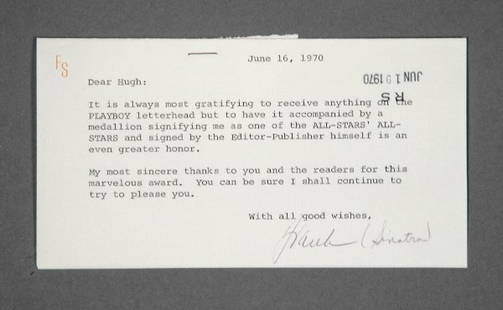 FS
June 16, 1970
Dear Hugh:
JUN 19 1970
RS
It is always most gratifying to receive anything on the
PLAYBOY letterhead but to have it accompanied by a
medallion signifying me as one of the ALL-STARS' ALL-
STARS and signed by the Editor-Publisher himself is an
even greater honor.
My most sincere thanks to you and the readers for this
marvelous award. You can be sure I shall continue to
try to please you.
With all good wishes,
Frank (Sinatra)